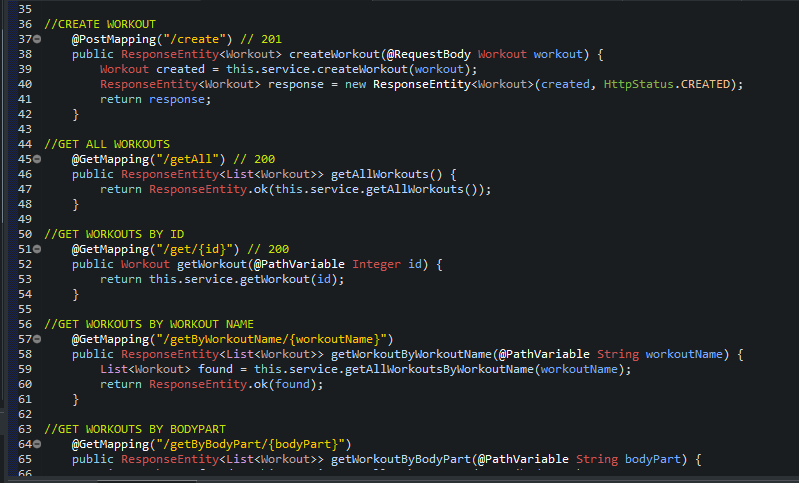 35
36 //CREATE WORKOUT
37 @PostMapping("/create") // 201
38 public ResponseEntity<Workout> createWorkout(@RequestBody Workout workout) {
39 Workout created = this.service.createWorkout(workout);
40 ResponseEntity<Workout> response = new ResponseEntity<Workout>(created, HttpStatus.CREATED);
41 return response;
42 }
43
44 //GET ALL WORKOUTS
45 @GetMapping("/getAll") // 200
46 public ResponseEntity<List<Workout>> getAllWorkouts() {
47 return ResponseEntity.ok(this.service.getAllWorkouts());
48 }
49
50 //GET WORKOUTS BY ID
51 @GetMapping("/get/{id}") // 200
52 public Workout getWorkout(@PathVariable Integer id) {
53 return this.service.getWorkout(id);
54 }
55
56 //GET WORKOUTS BY WORKOUT NAME
57 @GetMapping("/getByWorkoutName/{workoutName}")
58 public ResponseEntity<List<Workout>> getWorkoutByWorkoutName(@PathVariable String workoutName) {
59 List<Workout> found = this.service.getAllWorkoutsByWorkoutName(workoutName);
60 return ResponseEntity.ok(found);
61 }
62
63 //GET WORKOUTS BY BODYPART
64 @GetMapping("/getByBodyPart/{bodyPart}")
65 public ResponseEntity<List<Workout>> getWorkoutByBodyPart(@PathVariable String bodyPart) {
66